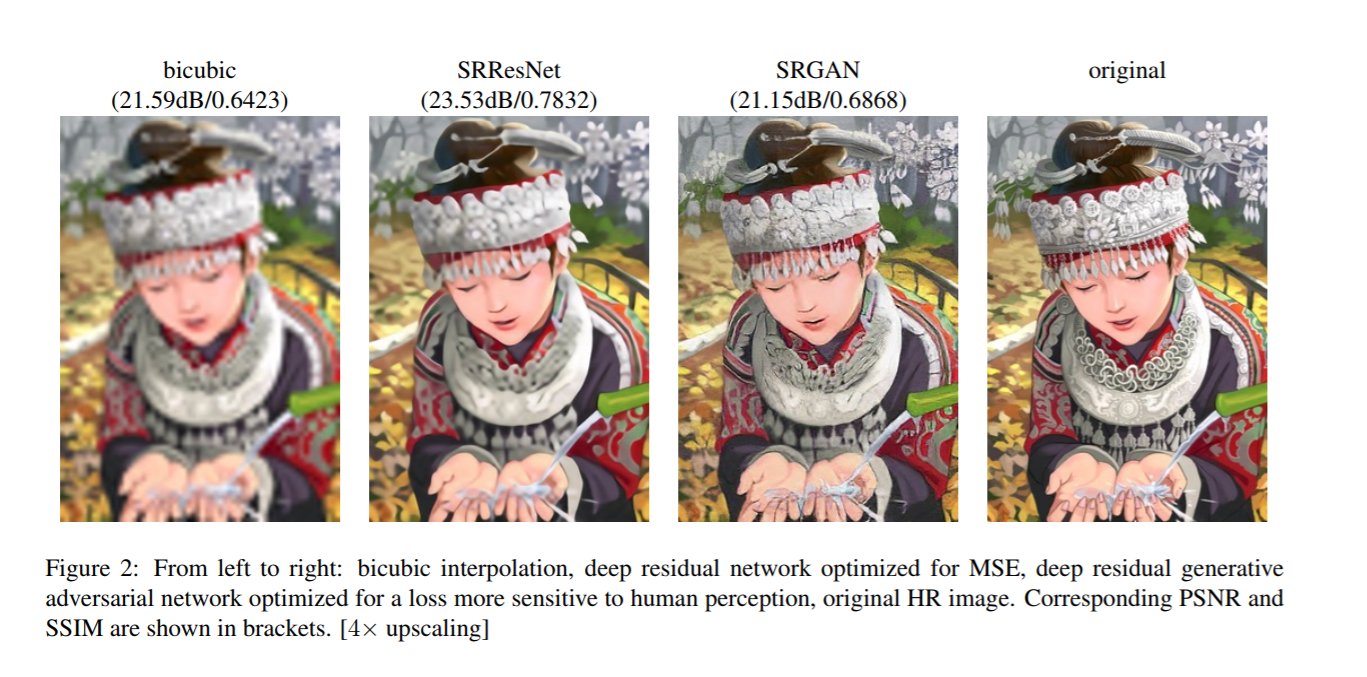 bicubic
(21.59dB/0.6423)
SRResNet
(23.53dB/0.7832)
SRGAN
(21.15dB/0.6868)
original
Figure 2: From left to right: bicubic interpolation, deep residual network optimized for MSE, deep residual generative
adversarial network optimized for a loss more sensitive to human perception, original HR image. Corresponding PSNR and
SSIM are shown in brackets. [4× upscaling]